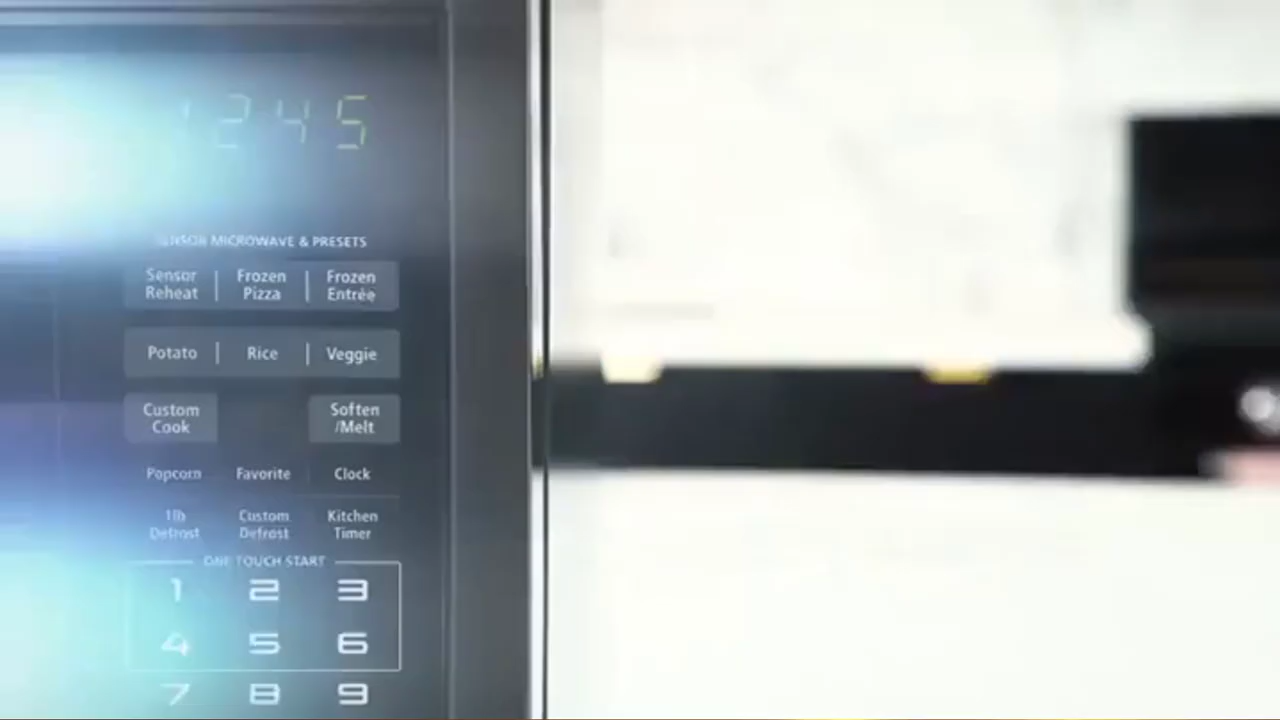 1245
SENSOR MICROWAVE & PRESETS
Sensor Reheat | Frozen Pizza | Frozen Entrée
Potato | Rice | Veggie
Custom Cook Soften /Melt
Popcorn Favorite Clock
1lb Defrost Custom Defrost Kitchen Timer
ONE TOUCH START
1 2 3
4 5 6
7 8 9